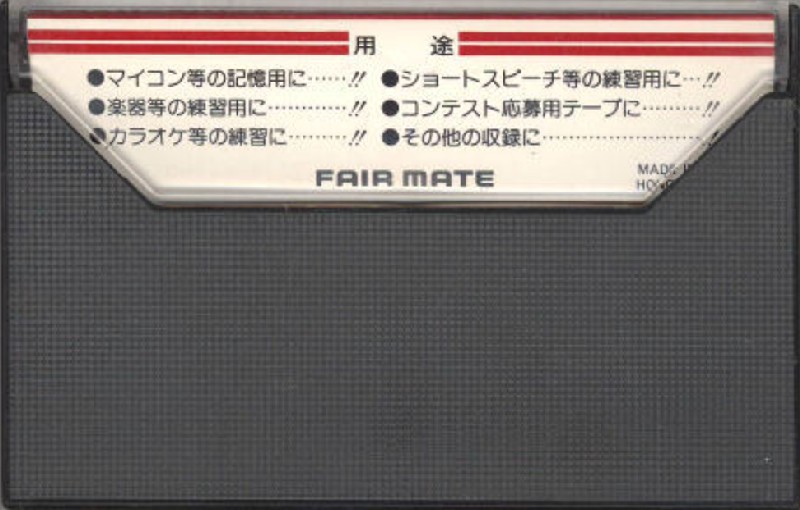 用 途
●マイコン等の記憶用に……!!
●ショートスピーチ等の練習用に…!!
●楽器等の練習用に…………!!
●コンテスト応募用テープに………!!
●カラオケ等の練習に………!!
●その他の収録に…………………!!
FAIR MATE
MADE